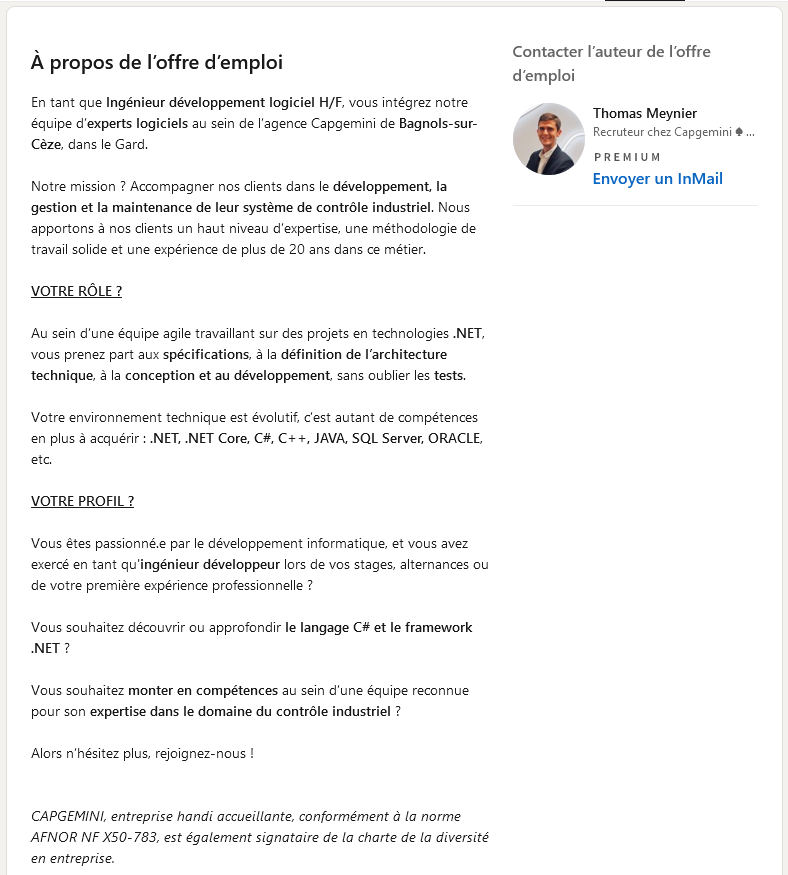 À propos de l’offre d’emploi
En tant que Ingénieur développement logiciel H/F, vous intégrez notre
équipe d’experts logiciels au sein de l’agence Capgemini de Bagnols-sur-
Cèze, dans le Gard.
Notre mission ? Accompagner nos clients dans le développement, la
gestion et la maintenance de leur système de contrôle industriel. Nous
apportons à nos clients un haut niveau d’expertise, une méthodologie de
travail solide et une expérience de plus de 20 ans dans ce métier.
VOTRE RÔLE ?
Au sein d’une équipe agile travaillant sur des projets en technologies .NET,
vous prenez part aux spécifications, à la définition de l’architecture
technique, à la conception et au développement, sans oublier les tests.
Votre environnement technique est évolutif, c’est autant de compétences
en plus à acquérir : .NET, .NET Core, C#, C++, JAVA, SQL Server, ORACLE,
etc.
VOTRE PROFIL ?
Vous êtes passionné.e par le développement informatique, et vous avez
exercé en tant qu’ingénieur développeur lors de vos stages, alternances ou
de votre première expérience professionnelle ?
Vous souhaitez découvrir ou approfondir le langage C# et le framework
.NET ?
Vous souhaitez monter en compétences au sein d’une équipe reconnue
pour son expertise dans le domaine du contrôle industriel ?
Alors n’hésitez plus, rejoignez-nous !
CAPGEMINI, entreprise handi accueillante, conformément à la norme
AFNOR NF X50-783, est également signataire de la charte de la diversité
en entreprise.
Contacter l’auteur de l’offre
d’emploi
Thomas Meynier
Recruteur chez Capgemini ♠ ...
PREMIUM
Envoyer un InMail